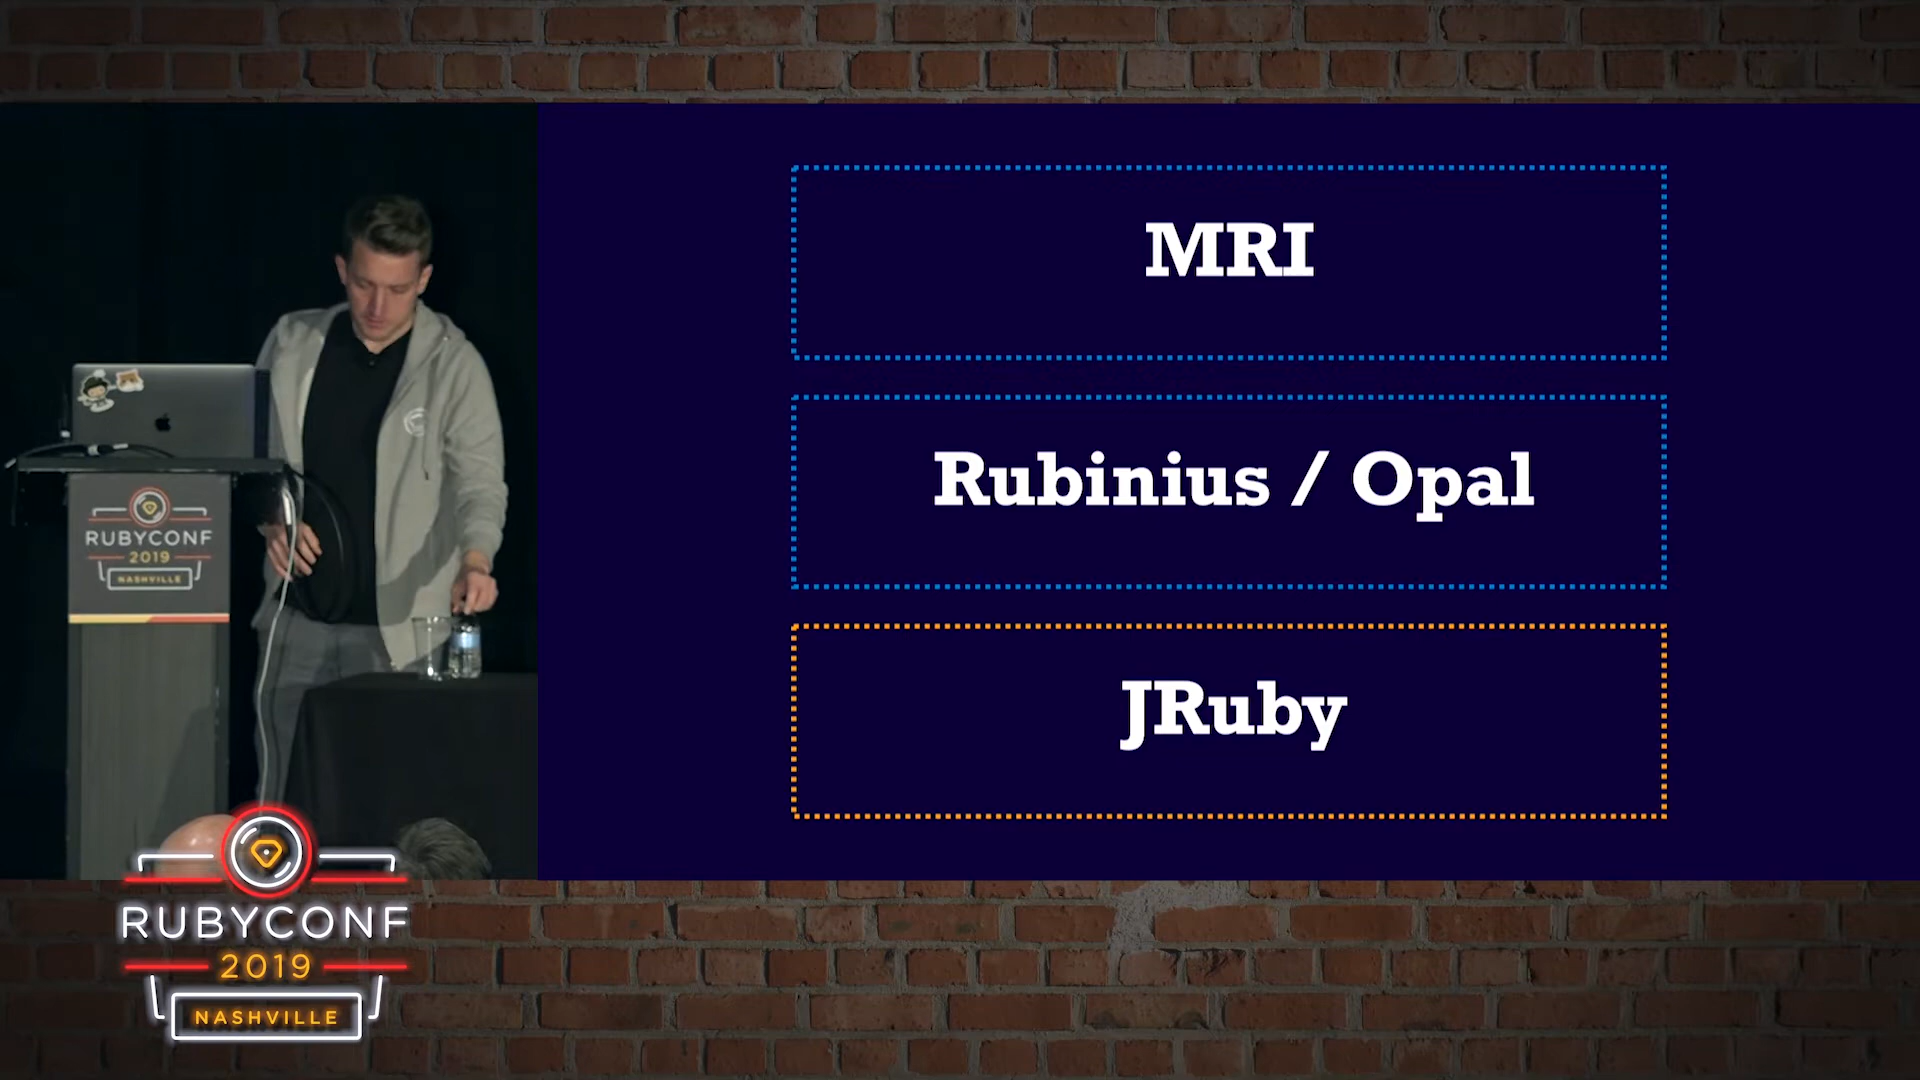 MRI
Rubinius / Opal
JRuby
RUBYCONF
2019
NASHVILLE
RUBYCONF
2019
NASHVILLE